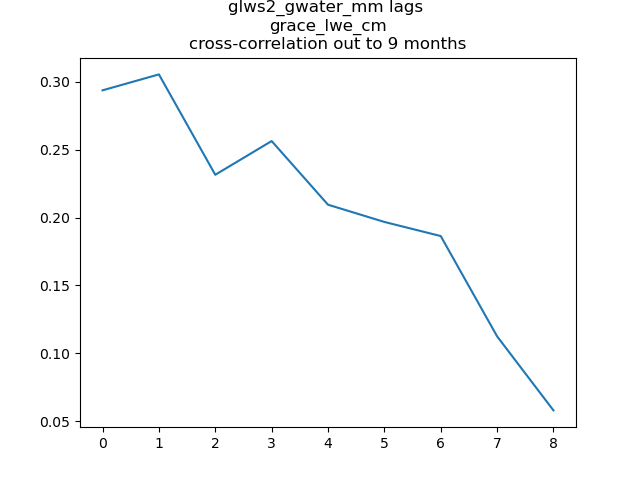 glws2_gwater_mm lags
grace_lwe_cm
cross-correlation out to 9 months
0.30
0.25
0.20
0.15
0.10
0.05
0 1 2 3 4 5 6 7 8